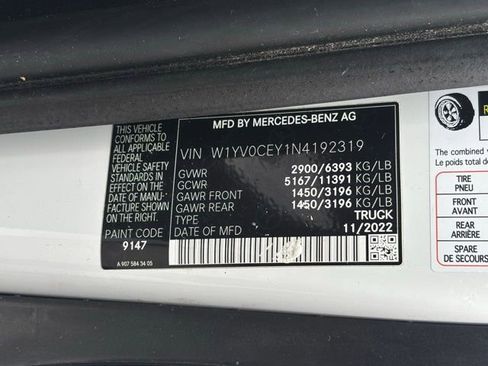 MFD BY MERCEDES-BENZ AG
THIS VEHICLE
CONFORMS TO
ALL APPLICABLE
FEDERAL VEHICLE
SAFETY
STANDARDS IN
EFFECT ON THE
DATE OF MANU-
FACTURE SHOWN
ON THE RIGHT.
PAINT CODE
9147
A 907 584 34 05
VIN W1YV0CEY1N4192319
GVWR 2900/6393 KG/LB
GCWR 5167/11391 KG/LB
GAWR FRONT 1450/3196 KG/LB
GAWR REAR 1450/3196 KG/LB
TYPE TRUCK
DATE OF MFD 11/2022
The
Le poids total
TIRE
PNEU
FRONT
AVANT
REAR
ARRIÈRE
SPARE
DE SECOURS